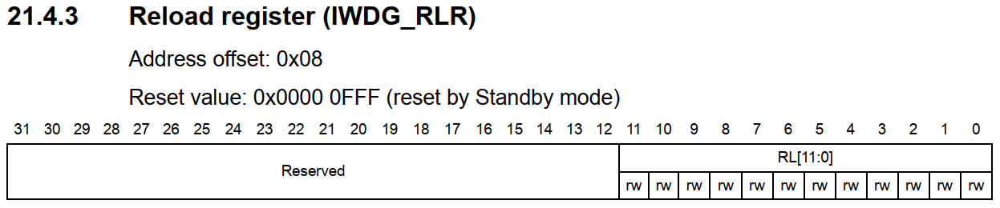 21.4.3 Reload register (IWDG_RLR)
Address offset: 0x08
Reset value: 0x0000 0FFF (reset by Standby mode)
31 30 29 28 27 26 25 24 23 22 21 20 19 18 17 16 15 14 13 12 11 10 9 8 7 6 5 4 3 2 1 0
Reserved RL[11:0]
rw rw rw rw rw rw rw rw rw rw rw rw